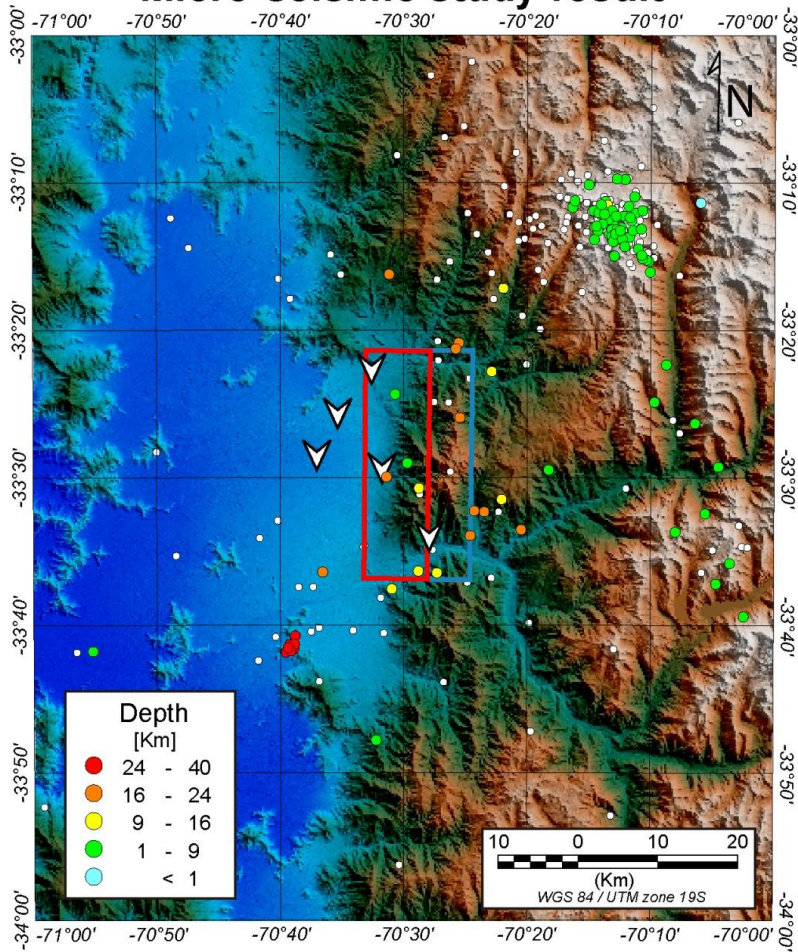 Micro Seismic study result
-71°00' -70°50' -70°40' -70°30' -70°20' -70°10' -70°00'
-33°00' -33°00'
N
-33°10' -33°10'
-33°20' -33°20'
-33°30' -33°30'
-33°40' -33°40'
Depth
[Km]
24 - 40
16 - 24
9 - 16
1 - 9
< 1
-33°50' -33°50'
10 0 10 20
(Km)
WGS 84 / UTM zone 19S
-34°00' -34°00'
-71°00' -70°50' -70°40' -70°30' -70°20' -70°10' -70°00'